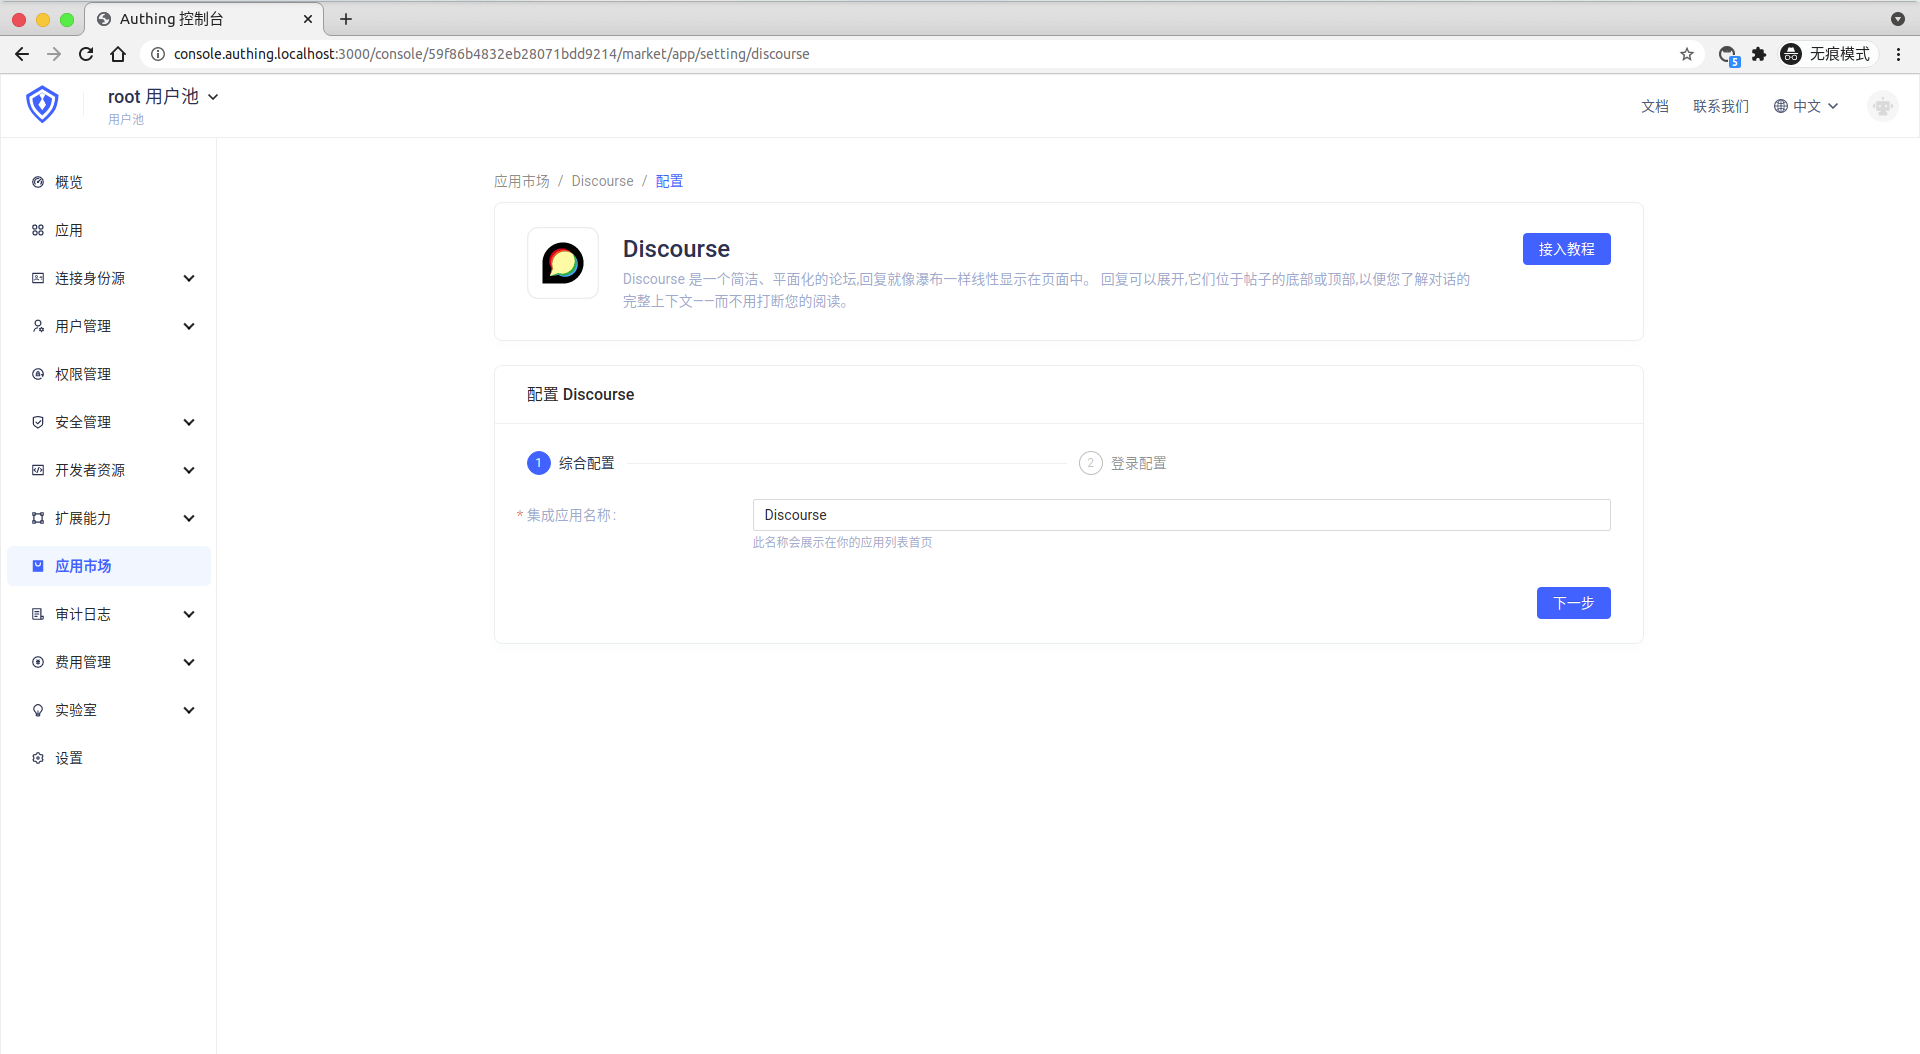 Authing 控制台
console.authing.localhost:3000/console/59f86b4832eb28071bdd9214/market/app/setting/discourse
5
无痕模式
root 用户池
用户池
文档
联系我们
中文
概览
应用
连接身份源
用户管理
权限管理
安全管理
开发者资源
扩展能力
应用市场
审计日志
费用管理
实验室
设置
应用市场 / Discourse / 配置
Discourse
接入教程
Discourse 是一个简洁、平面化的论坛,回复就像瀑布一样线性显示在页面中。 回复可以展开,它们位于帖子的底部或顶部,以便您了解对话的
完整上下文——而不用打断您的阅读。
配置 Discourse
1 综合配置
2 登录配置
* 集成应用名称:
Discourse
此名称会展示在你的应用列表首页
下一步